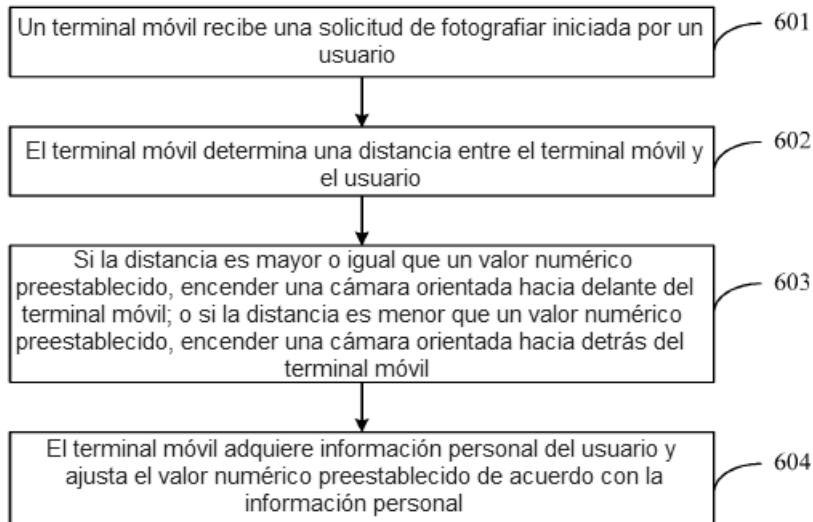 Un terminal móvil recibe una solicitud de fotografiar iniciada por un
usuario
601
El terminal móvil determina una distancia entre el terminal móvil y
el usuario
602
Si la distancia es mayor o igual que un valor numérico
preestablecido, encender una cámara orientada hacia delante del
terminal móvil; o si la distancia es menor que un valor numérico
preestablecido, encender una cámara orientada hacia detrás del
terminal móvil
603
El terminal móvil adquiere información personal del usuario y
ajusta el valor numérico preestablecido de acuerdo con la
información personal
604